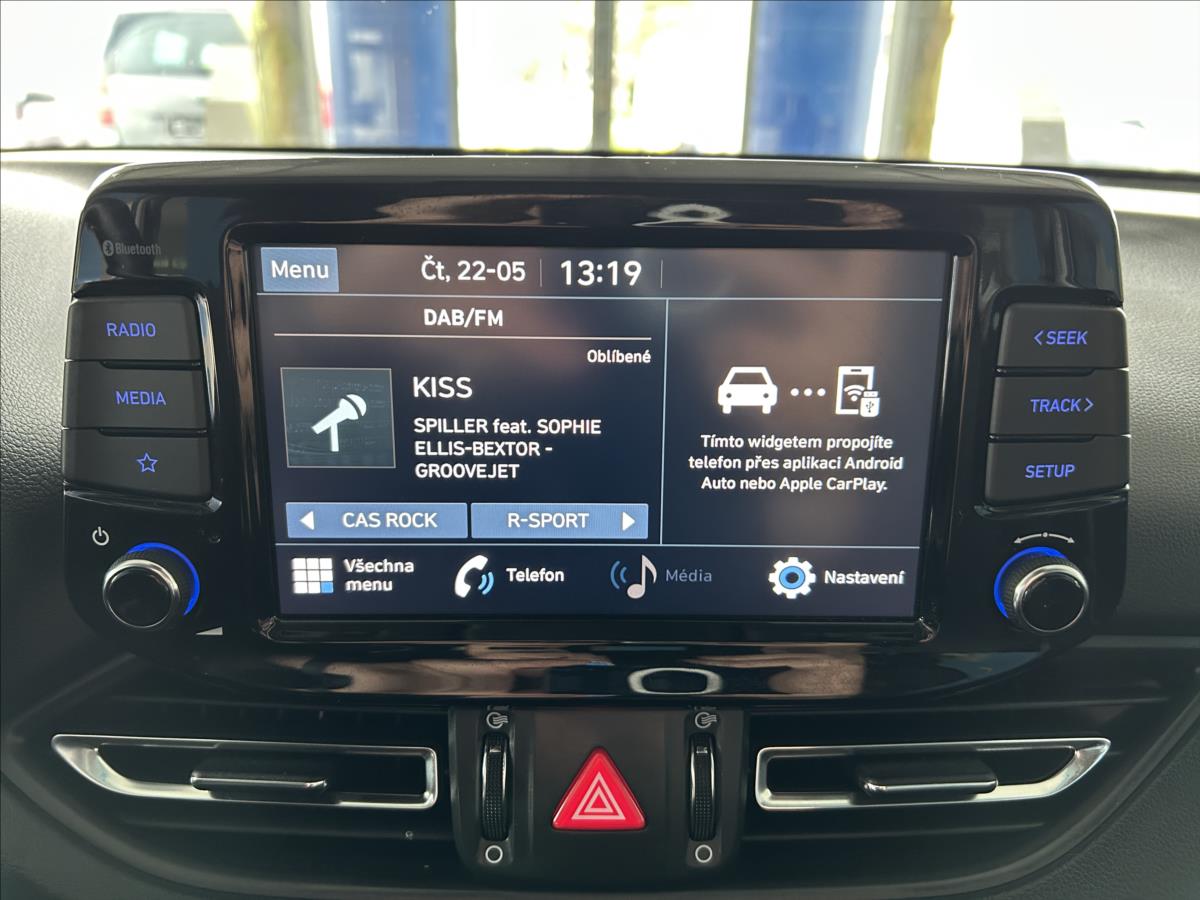 Bluetooth
RADIO
MEDIA
Menu
Čt, 22-05
13:19
DAB/FM
Oblíbené
KISS
SPILLER feat. SOPHIE
ELLIS-BEXTOR -
GROOVEJET
CAS ROCK
R-SPORT
Tímto widgetem propojíte
telefon přes aplikaci Android
Auto nebo Apple CarPlay.
Všechna
menu
Telefon
Média
Nastavení
< SEEK
TRACK >
SETUP